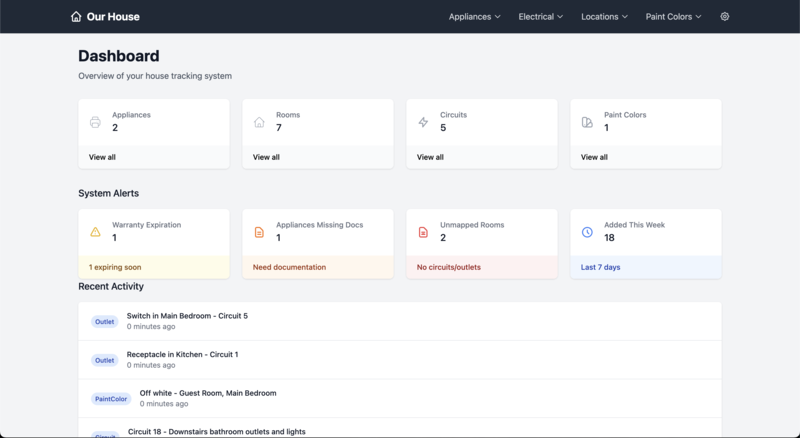 Our House
Appliances
Electrical
Locations
Paint Colors
Dashboard
Overview of your house tracking system
Appliances
2
View all
Rooms
7
View all
Circuits
5
View all
Paint Colors
1
View all
System Alerts
Warranty Expiration
1
1 expiring soon
Appliances Missing Docs
1
Need documentation
Unmapped Rooms
2
No circuits/outlets
Added This Week
18
Last 7 days
Recent Activity
Outlet
Switch in Main Bedroom - Circuit 5
0 minutes ago
Outlet
Receptacle in Kitchen - Circuit 1
0 minutes ago
PaintColor
Off white - Guest Room, Main Bedroom
0 minutes ago
Circuit
Circuit 18 - Downstairs bathroom outlets and lights